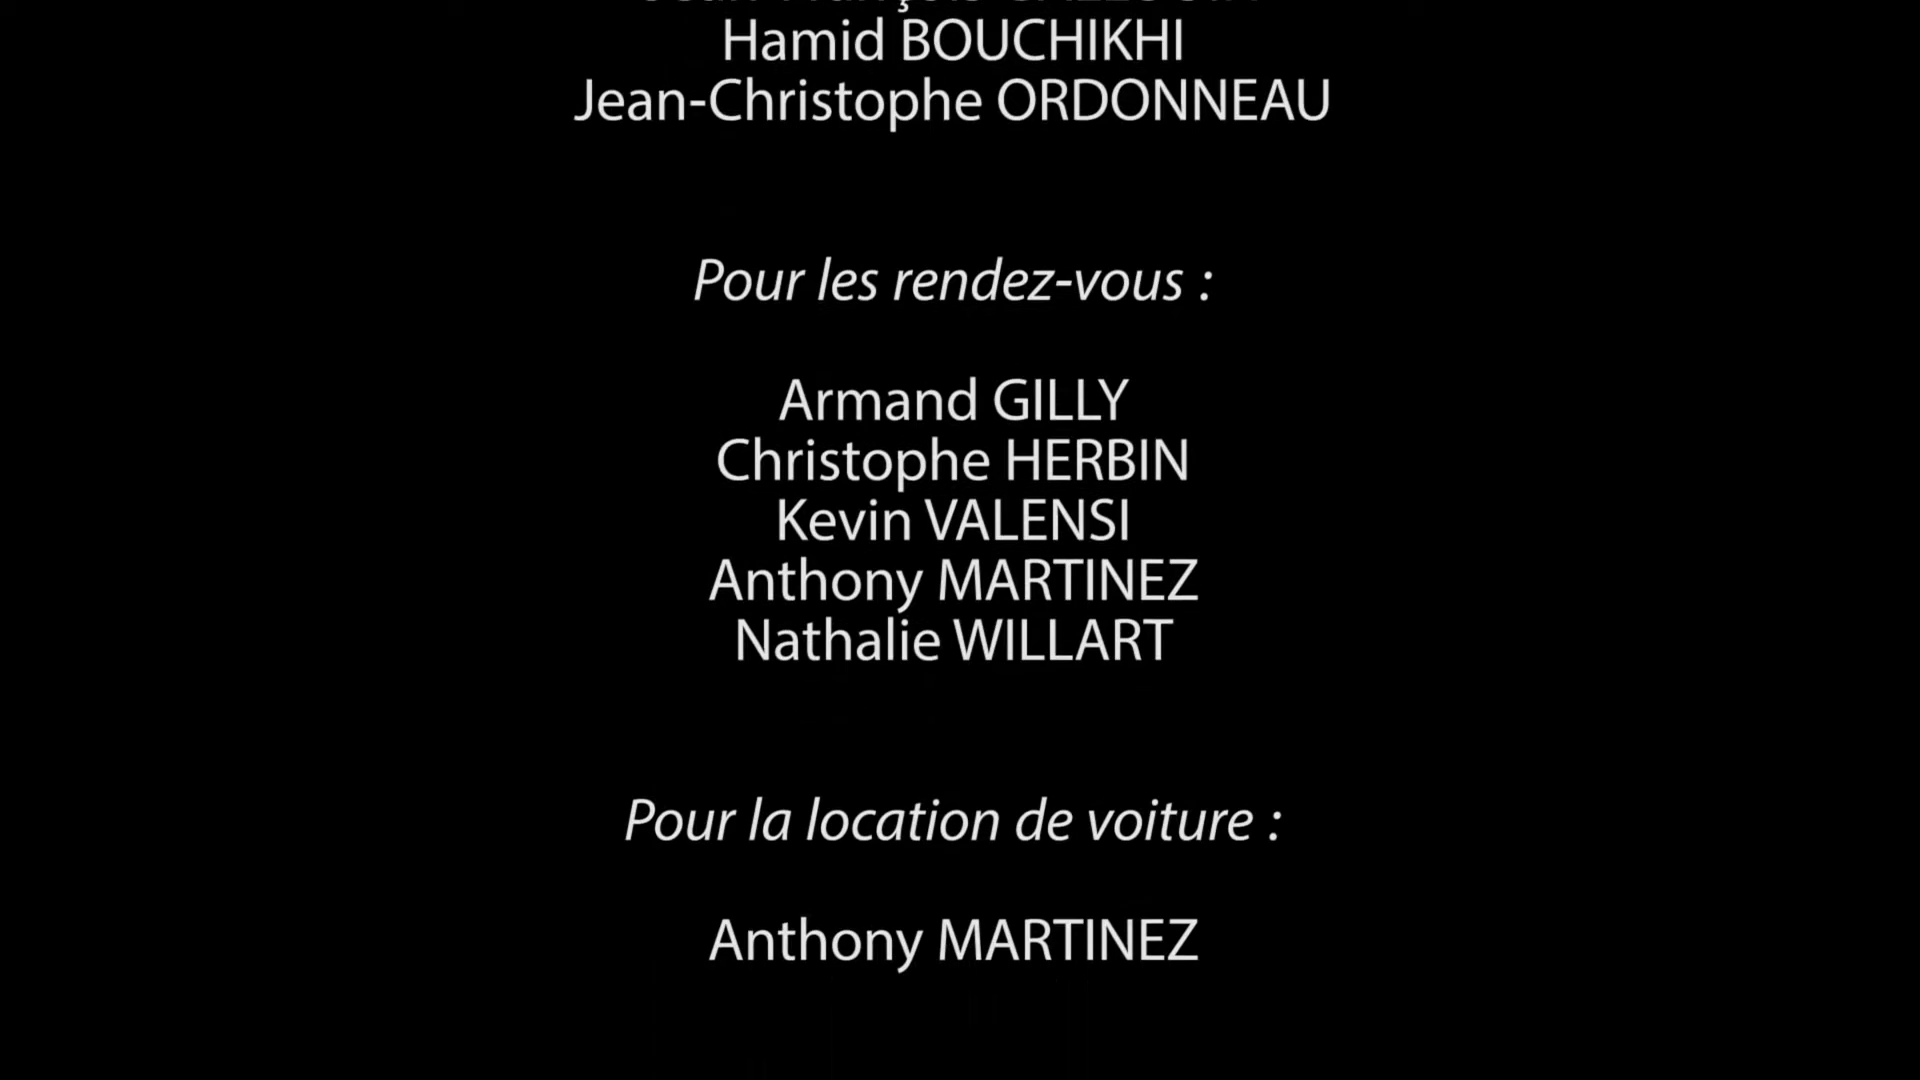 Hamid BOUCHIKHI
Jean-Christophe ORDONNEAU
Pour les rendez-vous :
Armand GILLY
Christophe HERBIN
Kevin VALENSI
Anthony MARTINEZ
Nathalie WILLART
Pour la location de voiture :
Anthony MARTINEZ